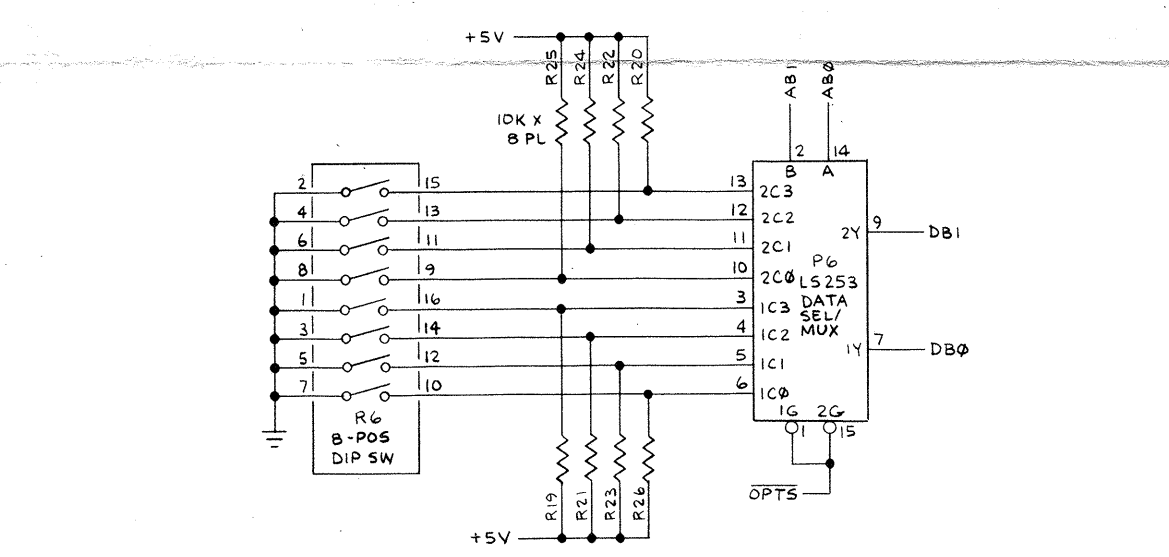 +5V
R25
R24
R22
R20
10K X
8 PL
AB1
ABØ
2
14
B
A
2
15
13
2C3
4
13
12
2C2
6
11
11
2C1
8
9
10
2CØ
1
16
3
1C3
3
14
4
1C2
5
12
5
1C1
7
10
6
1CØ
2Y
9
DB1
P6
LS253
DATA
SEL/
MUX
1Y
7
DBØ
R6
8-POS
DIP SW
1G
2G
1
15
OPTS
R19
R21
R23
R26
+5V